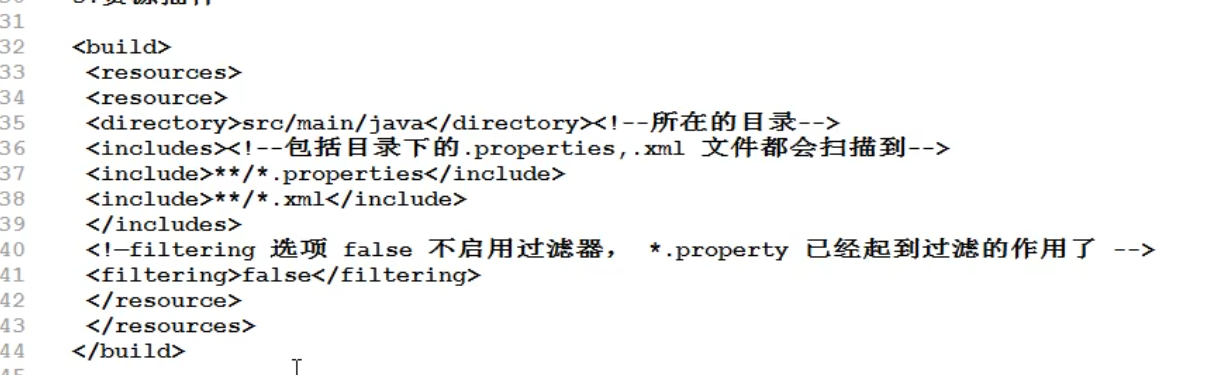 31
32 <build>
33 <resources>
34 <resource>
35 <directory>src/main/java</directory><!--所在的目录-->
36 <includes><!--包括目录下的.properties,.xml 文件都会扫描到-->
37 <include>**/*.properties</include>
38 <include>**/*.xml</include>
39 </includes>
40 <!—filtering 选项 false 不启用过滤器， *.property 已经起到过滤的作用了 -->
41 <filtering>false</filtering>
42 </resource>
43 </resources>
44 </build>